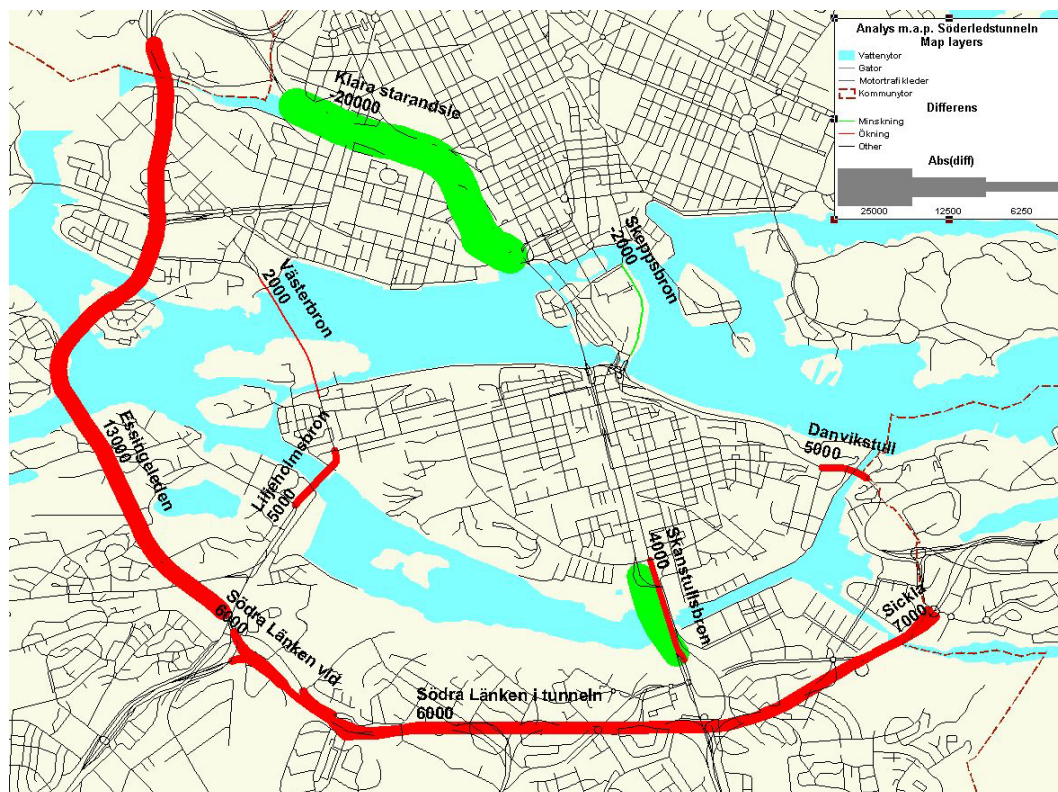 Analys m.a.p. Söderledstunneln
Map layers
Vattenytor
Gator
Motortrafikleder
Kommunytor
Differens
Minskning
Ökning
Other
Abs(diff)
25000 12500 6250
Klara starandsle
-20000
Skeppsbron
-2000
Västerbron
2000
Essingeleden
13000
Liljeholmsbron
5000
Danvikstull
5000
Skanstullsbron
4000
Sickla
7000
Södra Länken vid
6000
Södra Länken i tunneln
6000